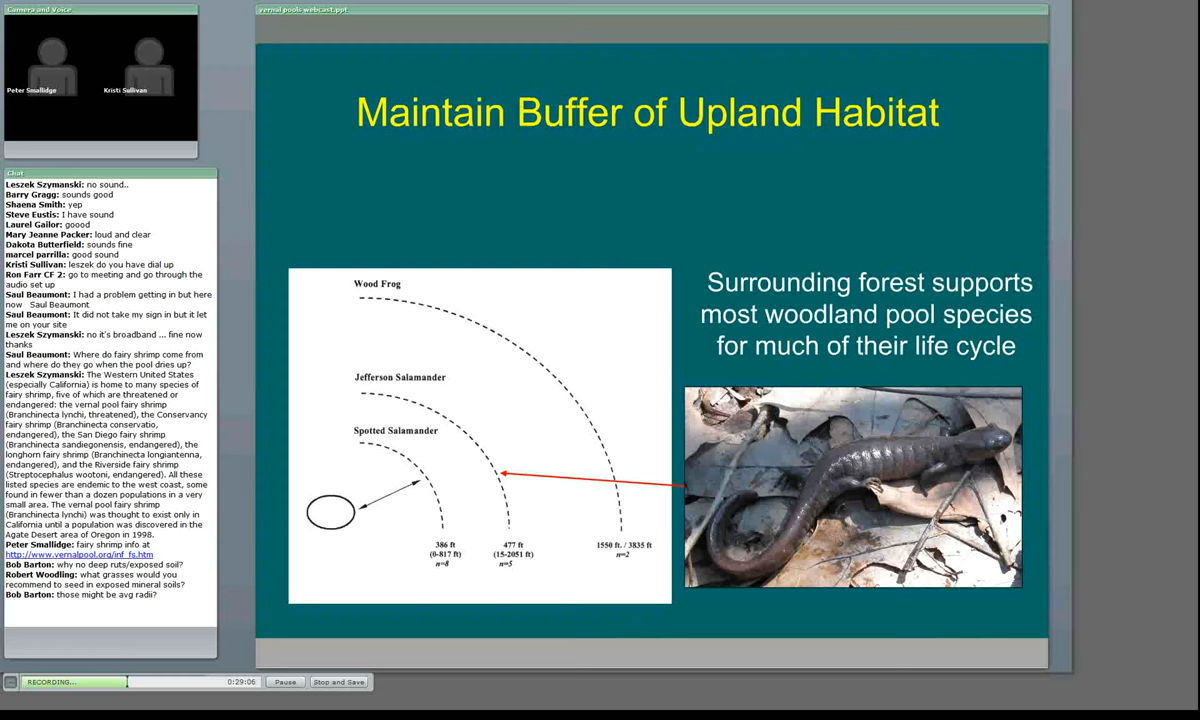 Camera and Voice
Peter Smallidge
Kristi Sullivan
Chat
Leszek Szymanski: no sound..
Barry Gragg: sounds good
Shaena Smith: yep
Steve Eustis: I have sound
Laurel Gailor: goood
Mary Jeanne Packer: loud and clear
Dakota Butterfield: sounds fine
marcel parrilla: good sound
Kristi Sullivan: leszek do you have dial up
Ron Farr CF 2: go to meeting and go through the
audio set up
Saul Beaumont: I had a problem getting in but here
now   Saul Beaumont
Saul Beaumont: It did not take my sign in but it let
me on your site
Leszek Szymanski: no it's broadband ... fine now
thanks
Saul Beaumont: Where do fairy shrimp come from
and where do they go when the pool dries up?
Leszek Szymanski: The Western United States
(especially California) is home to many species of
fairy shrimp, five of which are threatened or
endangered: the vernal pool fairy shrimp
(Branchinecta lynchi, threatened), the Conservancy
fairy shrimp (Branchinecta conservatio,
endangered), the San Diego fairy shrimp
(Branchinecta sandiegonensis, endangered), the
longhorn fairy shrimp (Branchinecta longiantenna,
endangered), and the Riverside fairy shrimp
(Streptocephalus wootoni, endangered). All these
listed species are endemic to the west coast, some
found in fewer than a dozen populations in a very
small area. The vernal pool fairy shrimp
(Branchinecta lynchi) was thought to exist only in
California until a population was discovered in the
Agate Desert area of Oregon in 1998.
Peter Smallidge: fairy shrimp info at
http://www.vernalpool.org/inf_fs.htm
Bob Barton: why no deep ruts/exposed soil?
Robert Woodling: what grasses would you
recommend to seed in exposed mineral soils?
Bob Barton: those might be avg radii?
vernal pools webcast.ppt
Maintain Buffer of Upland Habitat
Wood Frog
Jefferson Salamander
Spotted Salamander
386 ft
(0-817 ft)
n=8
477 ft
(15-2051 ft)
n=5
1550 ft. / 3835 ft
n=2
Surrounding forest supports
most woodland pool species
for much of their life cycle
RECORDING...
0:29:06
Pause
Stop and Save